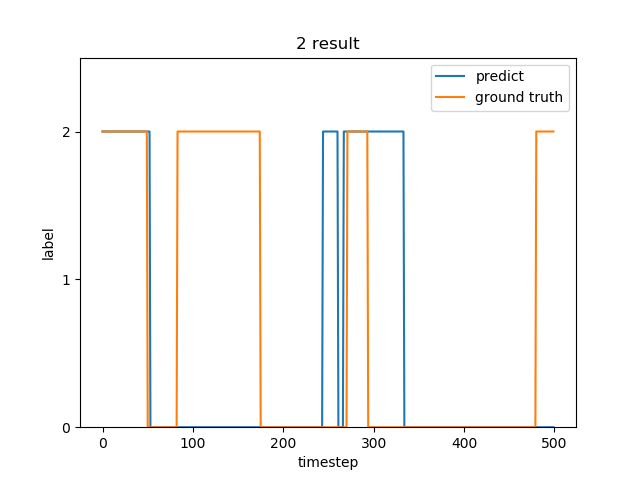 2 result
predict
ground truth
label
2
1
0
0 100 200 300 400 500
timestep